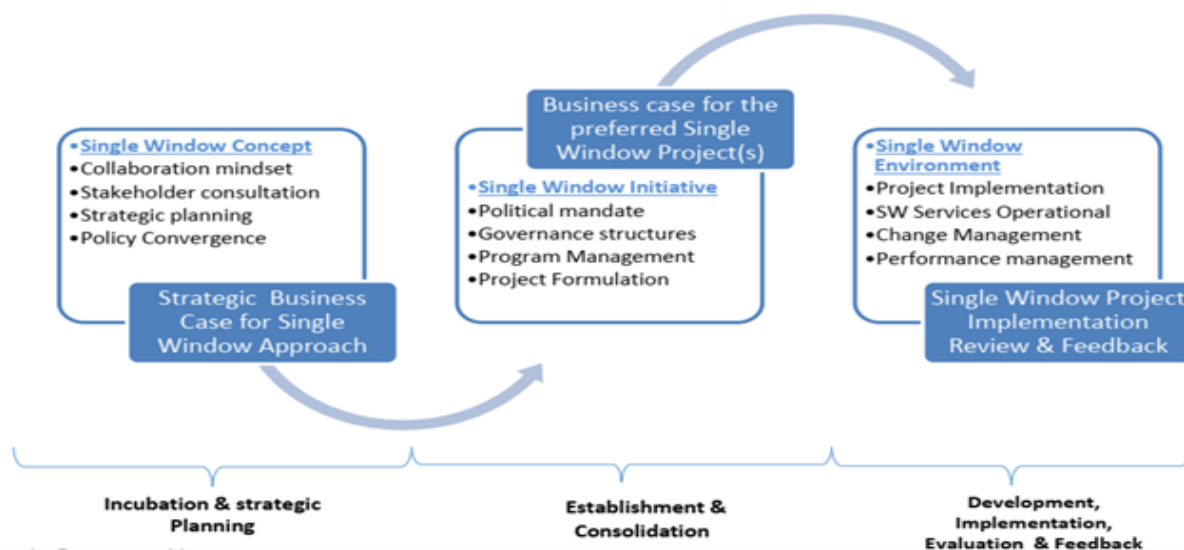 •Single Window Concept
•Collaboration mindset
•Stakeholder consultation
•Strategic planning
•Policy Convergence
Strategic Business
Case for Single
Window Approach
Business case for the
preferred Single
Window Project(s)
•Single Window Initiative
•Political mandate
•Governance structures
•Program Management
•Project Formulation
•Single Window
Environment
•Project Implementation
•SW Services Operational
•Change Management
•Performance management
Single Window Project
Implementation
Review & Feedback
Incubation & strategic
Planning
Establishment &
Consolidation
Development,
Implementation,
Evaluation & Feedback